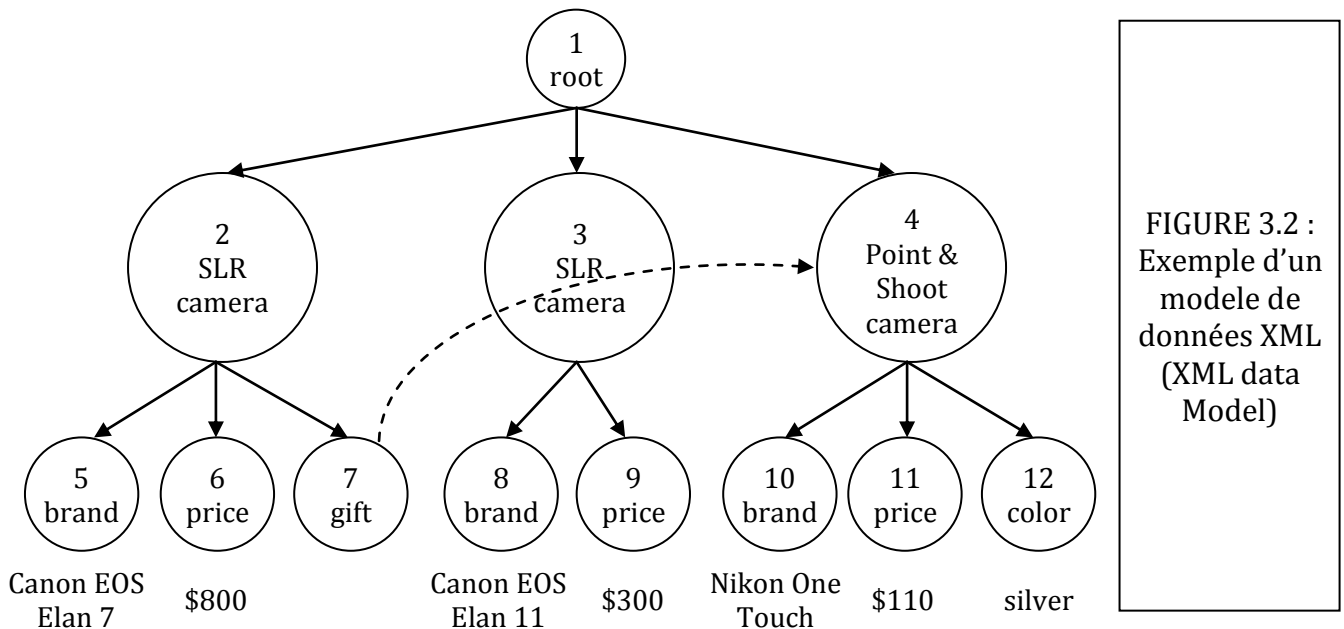 1
root
2
SLR
camera
3
SLR
camera
4
Point &
Shoot
camera
5
brand
6
price
7
gift
8
brand
9
price
10
brand
11
price
12
color
Canon EOS
Elan 7
$800
Canon EOS
Elan 11
$300
Nikon One
Touch
$110
silver
FIGURE 3.2 :
Exemple d’un
modele de
données XML
(XML data
Model)